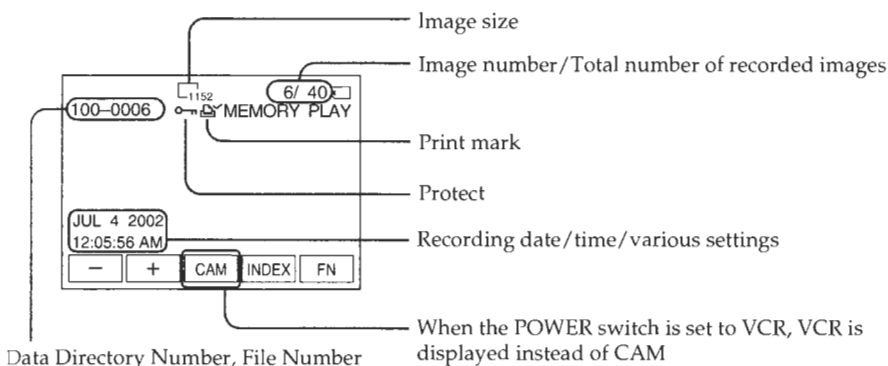 Image size
Image number/Total number of recorded images
1152
6/ 40
100–0006
MEMORY PLAY
Print mark
Protect
JUL 4 2002
12:05:56 AM
Recording date/time/various settings
− + CAM INDEX FN
When the POWER switch is set to VCR, VCR is
displayed instead of CAM
Data Directory Number, File Number